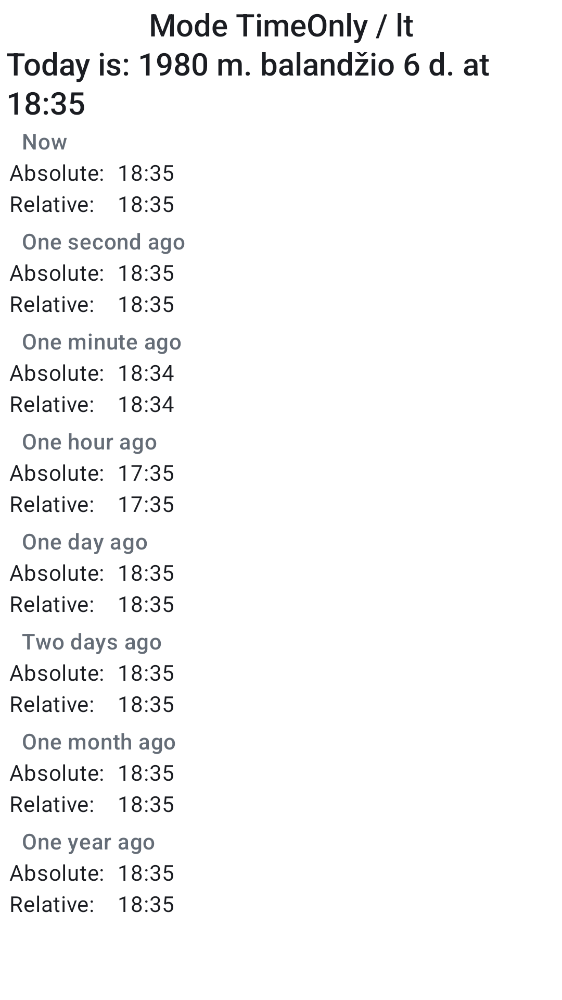 Mode TimeOnly / lt
Today is: 1980 m. balandžio 6 d. at
18:35
Now
Absolute: 18:35
Relative: 18:35
One second ago
Absolute: 18:35
Relative: 18:35
One minute ago
Absolute: 18:34
Relative: 18:34
One hour ago
Absolute: 17:35
Relative: 17:35
One day ago
Absolute: 18:35
Relative: 18:35
Two days ago
Absolute: 18:35
Relative: 18:35
One month ago
Absolute: 18:35
Relative: 18:35
One year ago
Absolute: 18:35
Relative: 18:35